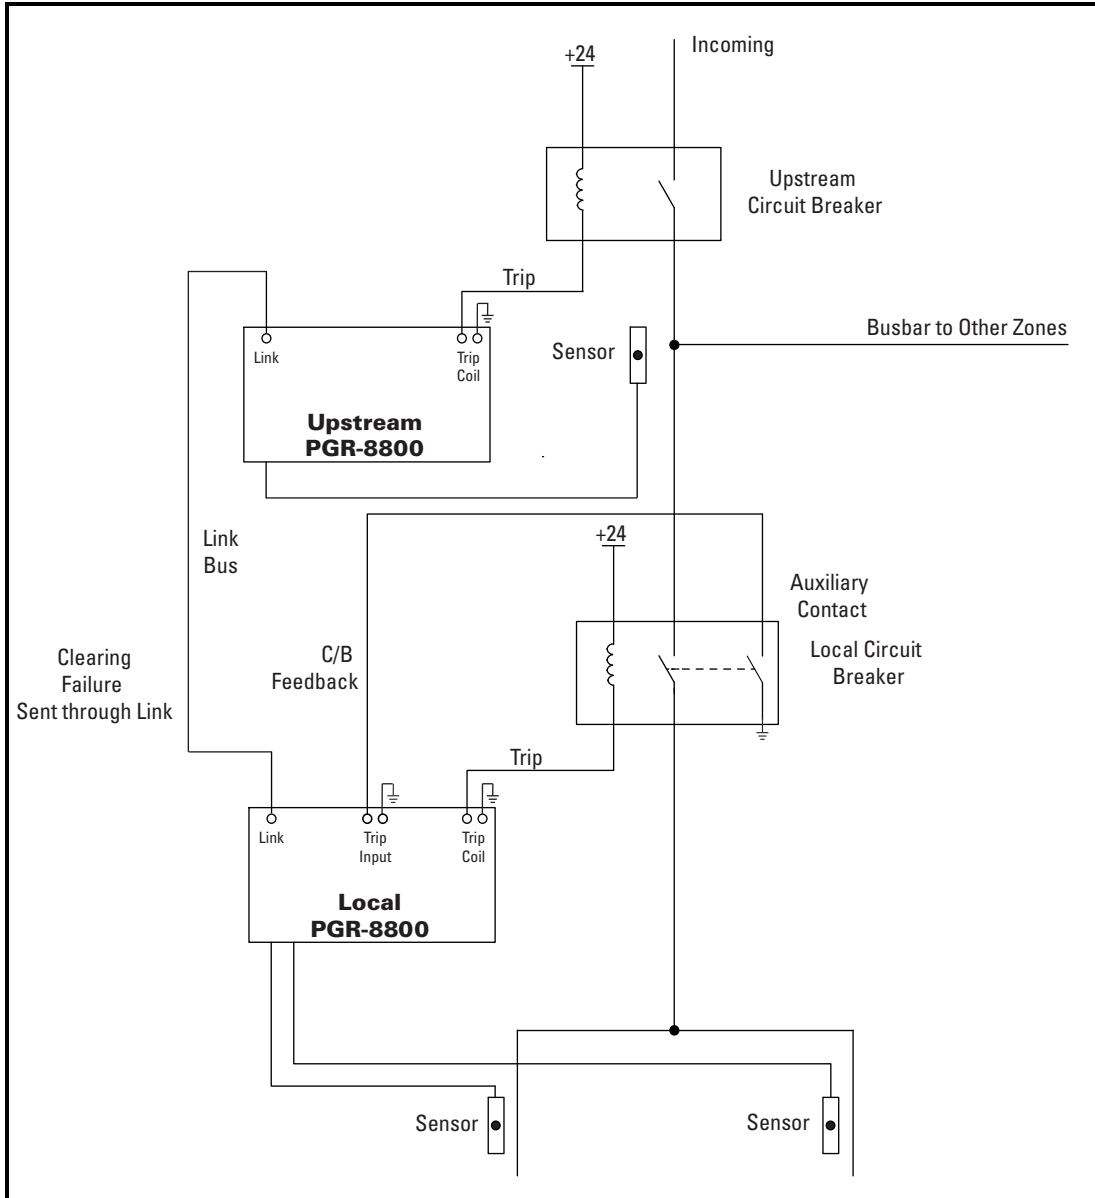 Incoming
+24
Upstream
Circuit Breaker
Trip
Busbar to Other Zones
Sensor
Link
Trip
Coil
Upstream
PGR-8800
Link
Bus
+24
Auxiliary
Contact
Local Circuit
Breaker
C/B
Feedback
Clearing
Failure
Sent through Link
Trip
Link
Trip
Input
Trip
Coil
Local
PGR-8800
Sensor
Sensor